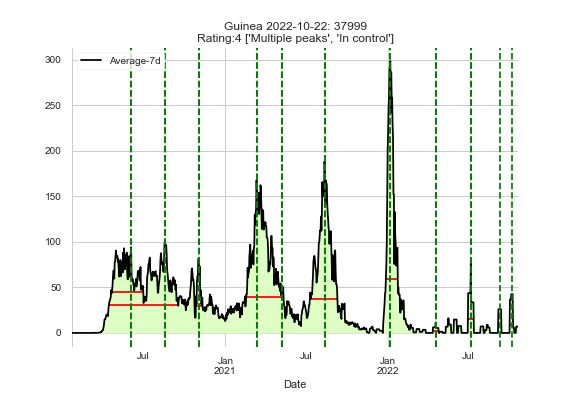 Guinea 2022-10-22: 37999
Rating:4 ['Multiple peaks', 'In control']
Average-7d
300
250
200
150
100
50
0
Jul
Jan
2021
Jul
Jan
2022
Jul
Date